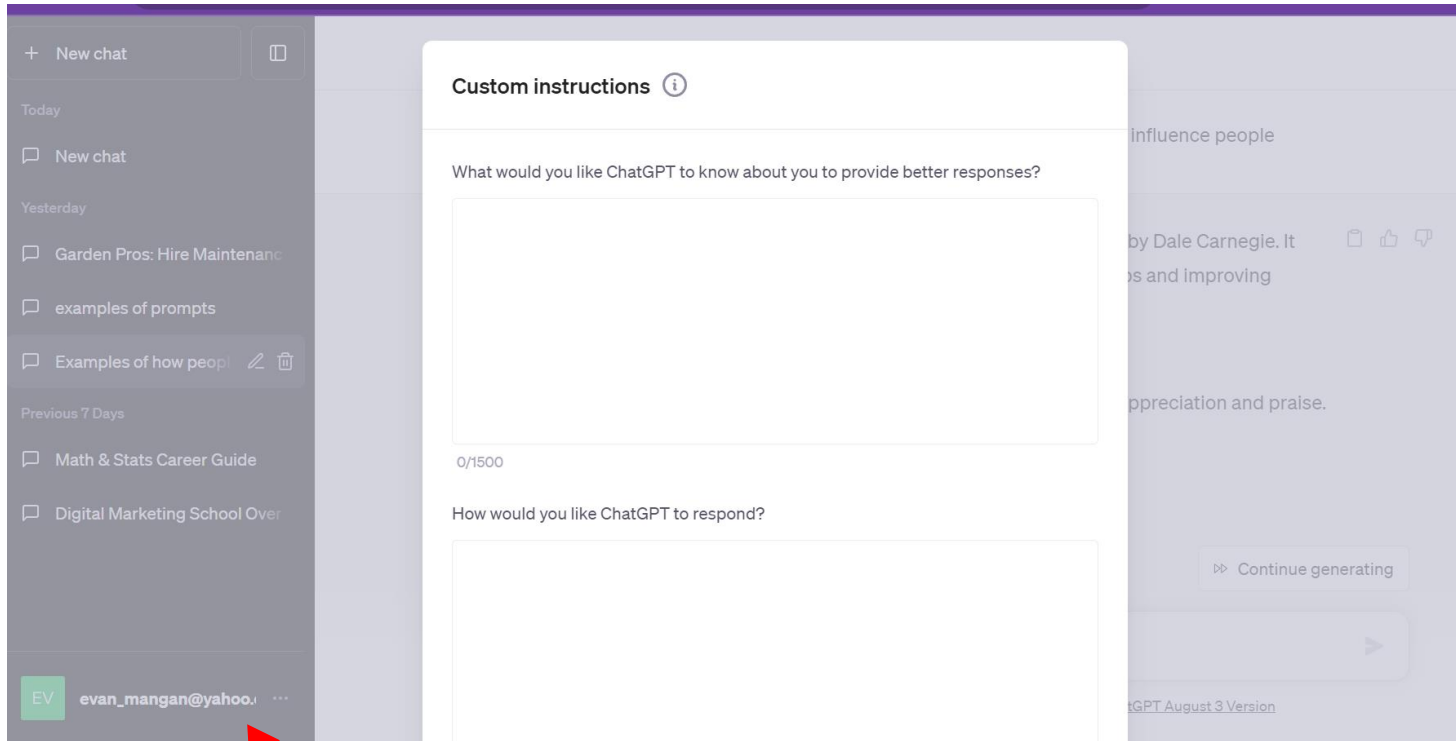 New chat
Today
New chat
Yesterday
Garden Pros: Hire Maintenanc
examples of prompts
Examples of how peopl
Previous 7 Days
Math & Stats Career Guide
Digital Marketing School Over
EV
evan_mangan@yahoo.
Custom instructions
What would you like ChatGPT to know about you to provide better responses?
0/1500
How would you like ChatGPT to respond?
influence people
by Dale Carnegie. It
ps and improving
ppreciation and praise.
Continue generating
tGPT August 3 Version